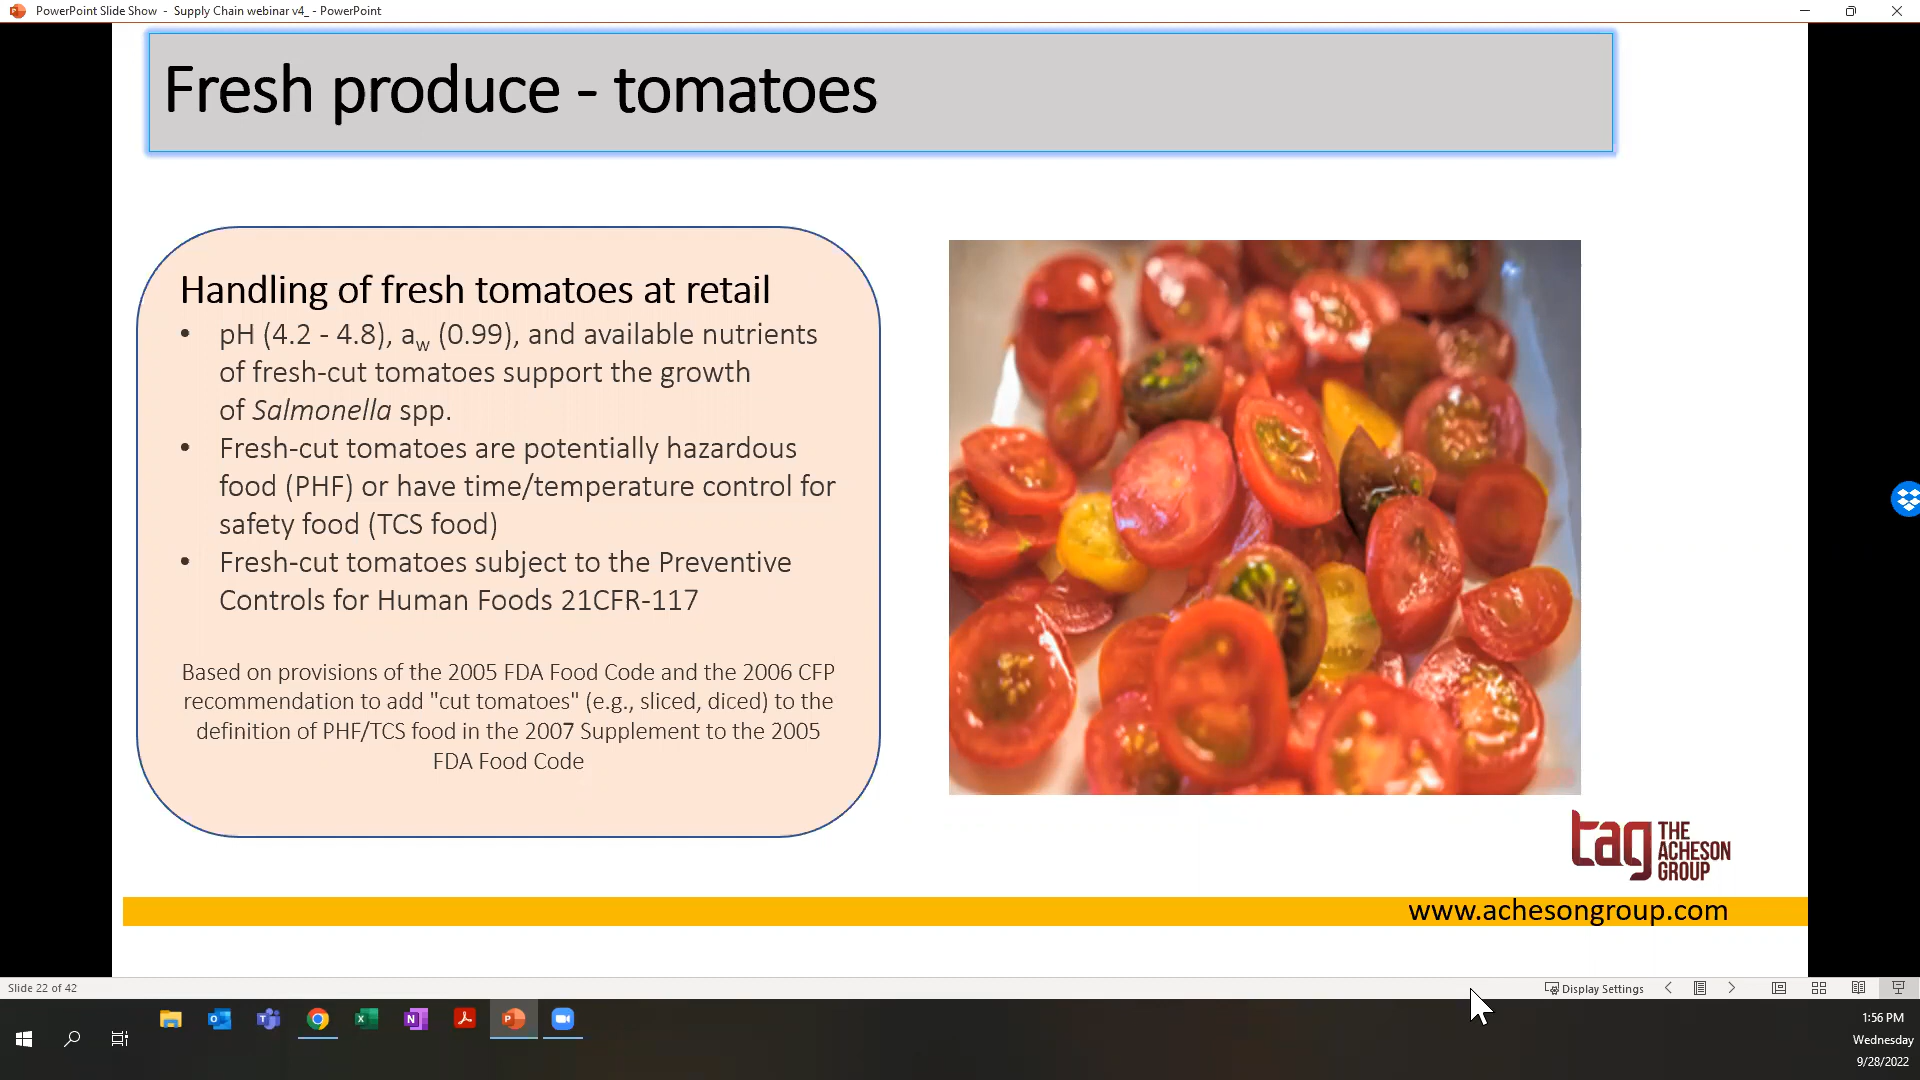 PowerPoint Slide Show - Supply Chain webinar v4_ - PowerPoint
Fresh produce - tomatoes
Handling of fresh tomatoes at retail
• pH (4.2 - 4.8), aw (0.99), and available nutrients
of fresh-cut tomatoes support the growth
of Salmonella spp.
• Fresh-cut tomatoes are potentially hazardous
food (PHF) or have time/temperature control for
safety food (TCS food)
• Fresh-cut tomatoes subject to the Preventive
Controls for Human Foods 21CFR-117
Based on provisions of the 2005 FDA Food Code and the 2006 CFP
recommendation to add "cut tomatoes" (e.g., sliced, diced) to the
definition of PHF/TCS food in the 2007 Supplement to the 2005
FDA Food Code
tag THE
ACHESON
GROUP
www.achesongroup.com
Slide 22 of 42
Display Settings
1:56 PM
Wednesday
9/28/2022